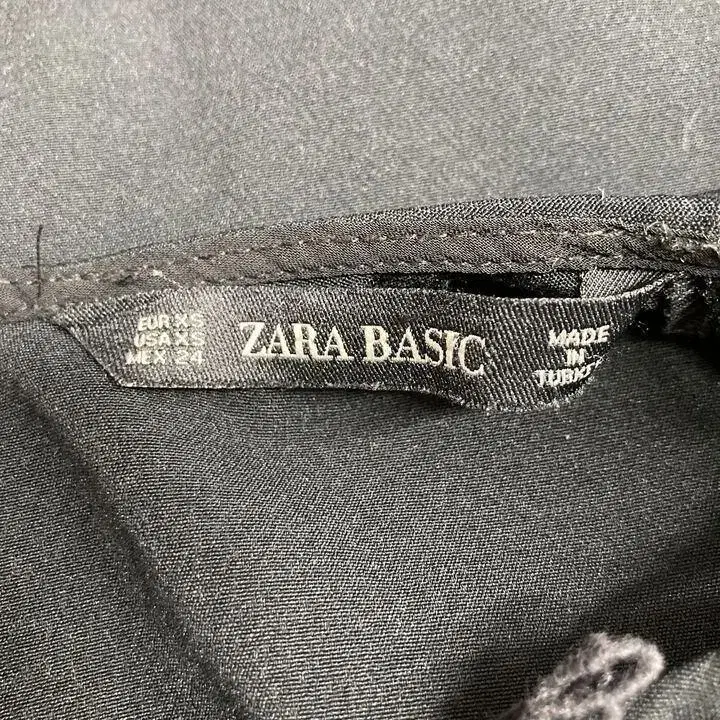 EUR XS
USA XS
MEX 24
ZARA BASIC
MADE
IN
TURKEY